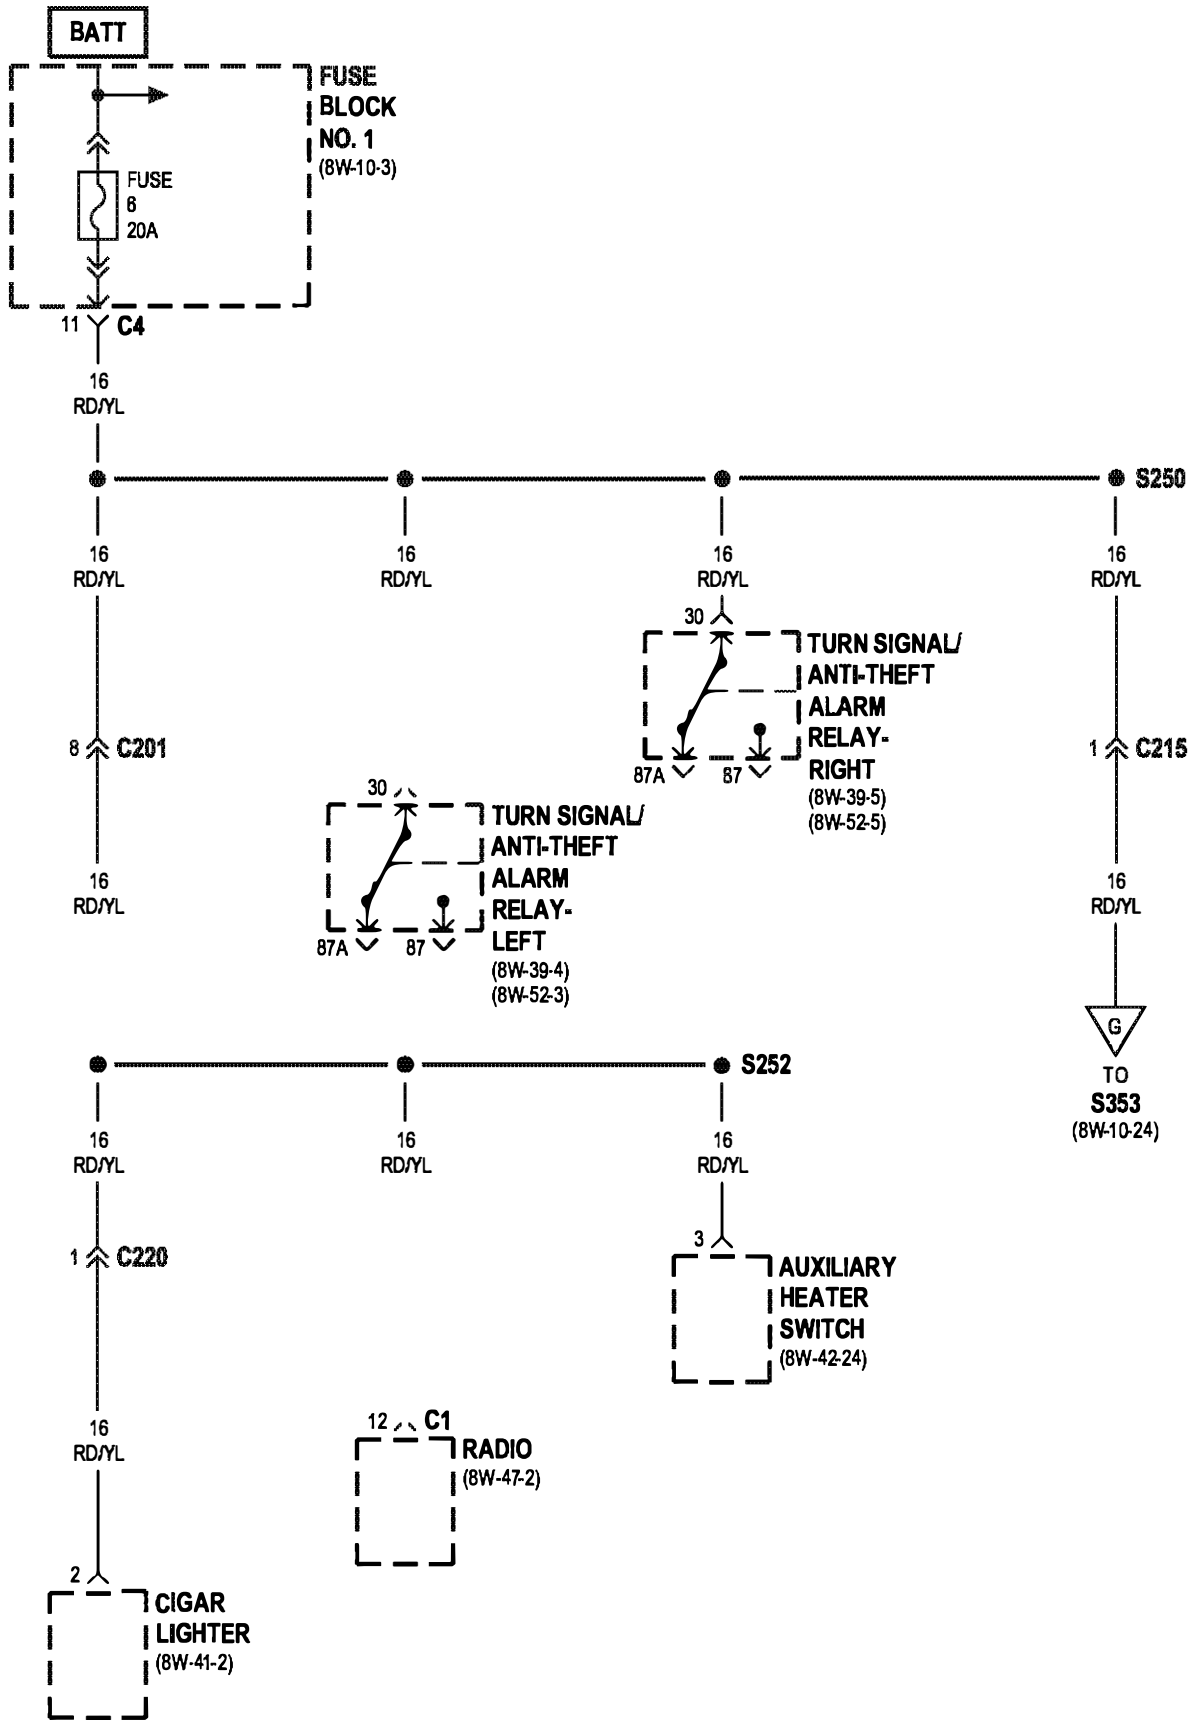 BATT
FUSE
BLOCK
NO. 1
(8W-10-3)
FUSE
6
20A
11
C4
16
RD/YL
S250
16
RD/YL
16
RD/YL
16
RD/YL
16
RD/YL
30
TURN SIGNAL/
ANTI-THEFT
ALARM
RELAY-
RIGHT
(8W-39-5)
(8W-52-5)
87A
87
8
C201
1
C215
30
TURN SIGNAL/
ANTI-THEFT
ALARM
RELAY-
LEFT
(8W-39-4)
(8W-52-3)
87A
87
16
RD/YL
16
RD/YL
G
TO
S353
(8W-10-24)
S252
16
RD/YL
16
RD/YL
16
RD/YL
1
C220
3
AUXILIARY
HEATER
SWITCH
(8W-42-24)
16
RD/YL
12
C1
RADIO
(8W-47-2)
2
CIGAR
LIGHTER
(8W-41-2)